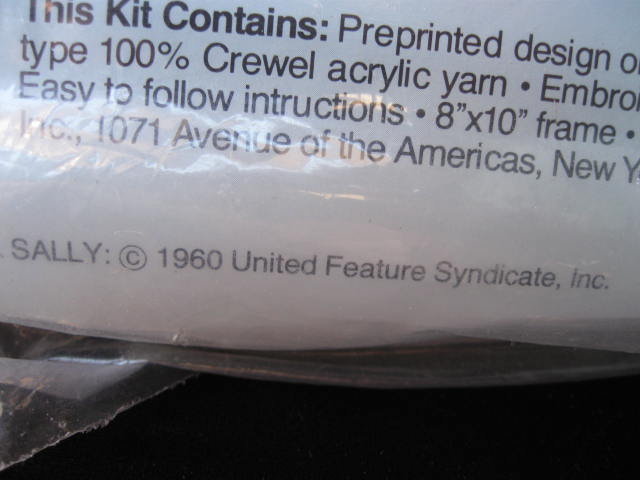 This Kit Contains: Preprinted design o
type 100% Crewel acrylic yarn • Embroi
Easy to follow intructions • 8"x10" frame •
Inc., 1071 Avenue of the Americas, New Y
SALLY: © 1960 United Feature Syndicate, Inc.